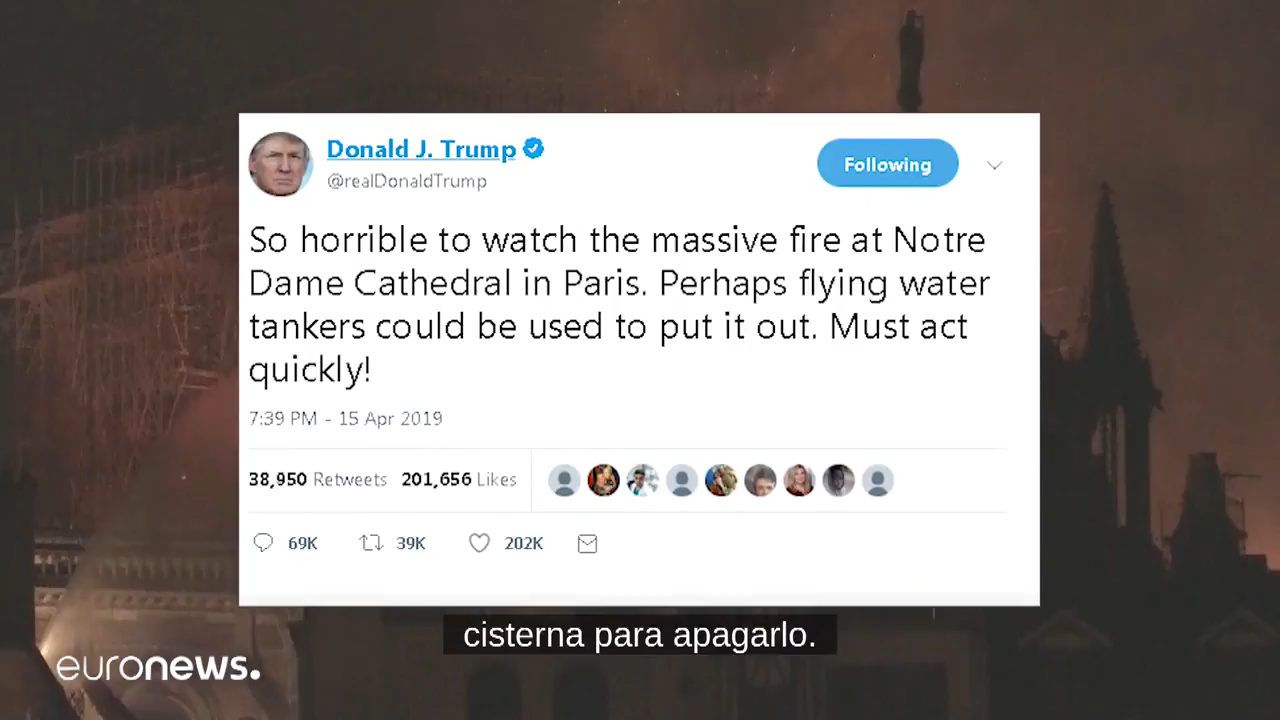 Donald J. Trump
@realDonaldTrump
Following
So horrible to watch the massive fire at Notre
Dame Cathedral in Paris. Perhaps flying water
tankers could be used to put it out. Must act
quickly!
7:39 PM - 15 Apr 2019
38,950 Retweets 201,656 Likes
69K 39K 202K
cisterna para apagarlo.
euronews.